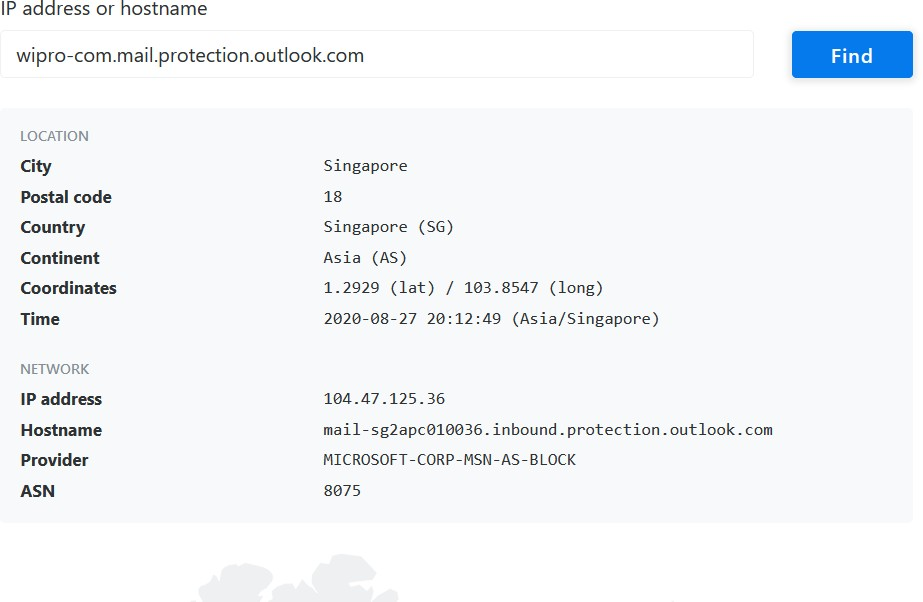 IP address or hostname
wipro-com.mail.protection.outlook.com Find
LOCATION
City Singapore
Postal code 18
Country Singapore (SG)
Continent Asia (AS)
Coordinates 1.2929 (lat) / 103.8547 (long)
Time 2020-08-27 20:12:49 (Asia/Singapore)
NETWORK
IP address 104.47.125.36
Hostname mail-sg2apc010036.inbound.protection.outlook.com
Provider MICROSOFT-CORP-MSN-AS-BLOCK
ASN 8075